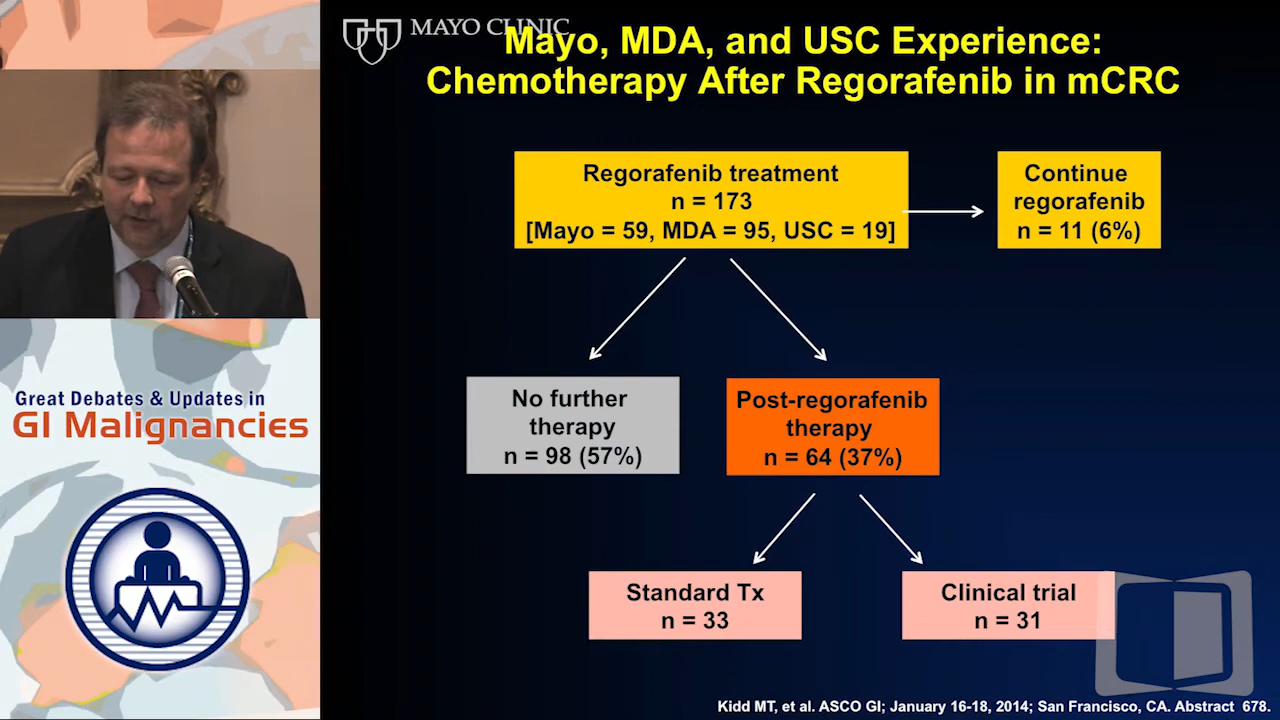 MAYO CLINIC
Mayo, MDA, and USC Experience:
Chemotherapy After Regorafenib in mCRC
Regorafenib treatment
n = 173
[Mayo = 59, MDA = 95, USC = 19]
Continue
regorafenib
n = 11 (6%)
No further
therapy
n = 98 (57%)
Post-regorafenib
therapy
n = 64 (37%)
Standard Tx
n = 33
Clinical trial
n = 31
Kidd MT, et al. ASCO GI; January 16-18, 2014; San Francisco, CA. Abstract 678.
Great Debates & Updates in
GI Malignancies